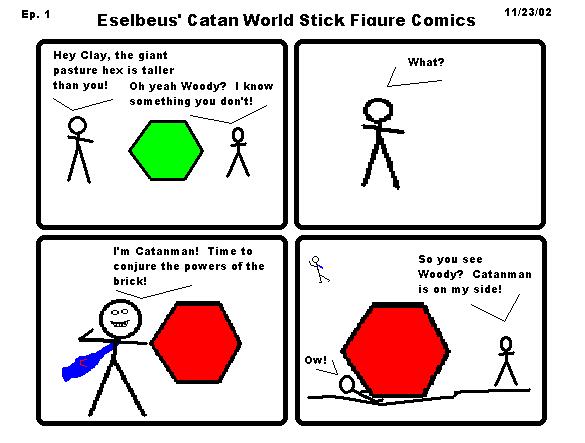 Ep. 1
Eselbeus' Catan World Stick Figure Comics
11/23/02
Hey Clay, the giant
pasture hex is taller
than you!
Oh yeah Woody? I know
something you don't!
What?
I'm Catanman! Time to
conjure the powers of the
brick!
So you see
Woody? Catanman
is on my side!
Ow!